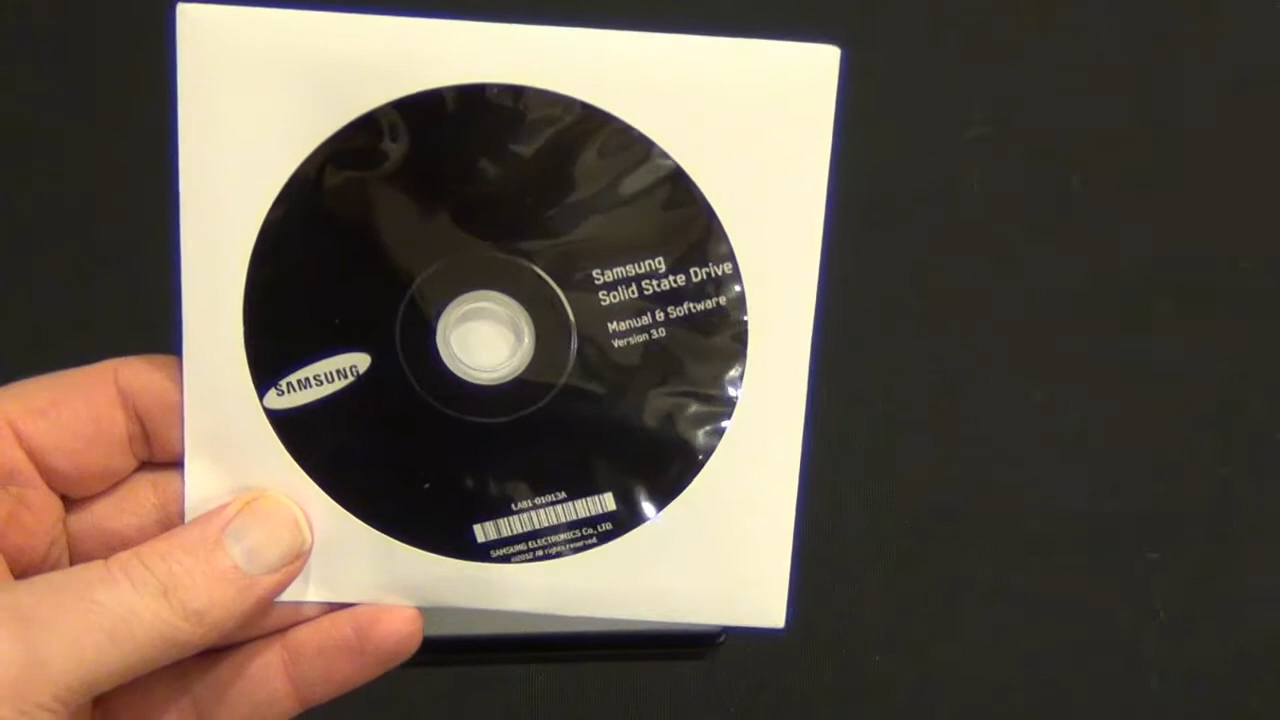 Samsung
Solid State Drive
Manual & Software
Version 3.0
SAMSUNG
LA81-01013A
SAMSUNG ELECTRONICS Co., LTD.
©2012 All rights reserved.